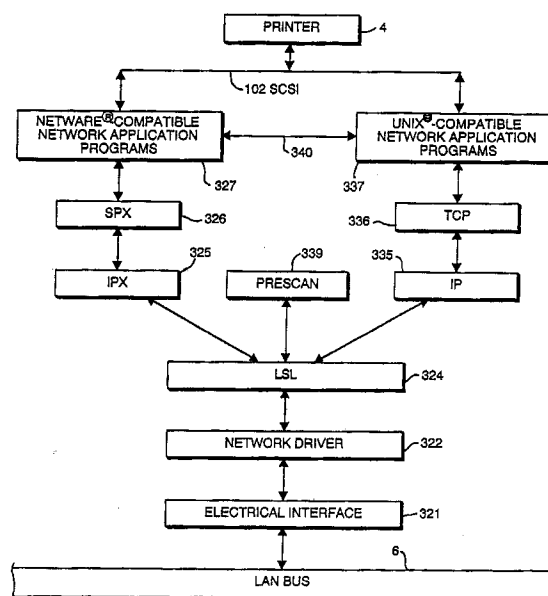 PRINTER
4
102 SCSI
NETWARE®-COMPATIBLE
NETWORK APPLICATION
PROGRAMS
327
340
UNIX®-COMPATIBLE
NETWORK APPLICATION
PROGRAMS
337
SPX
326
TCP
336
IPX
325
PRESCAN
339
IP
335
LSL
324
NETWORK DRIVER
322
ELECTRICAL INTERFACE
321
6
LAN BUS